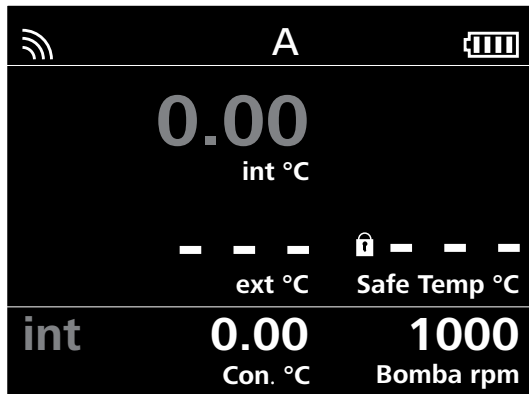 A
0.00
int °C
- - - - - -
ext °C Safe Temp °C
int 0.00 1000
Con. °C Bomba rpm